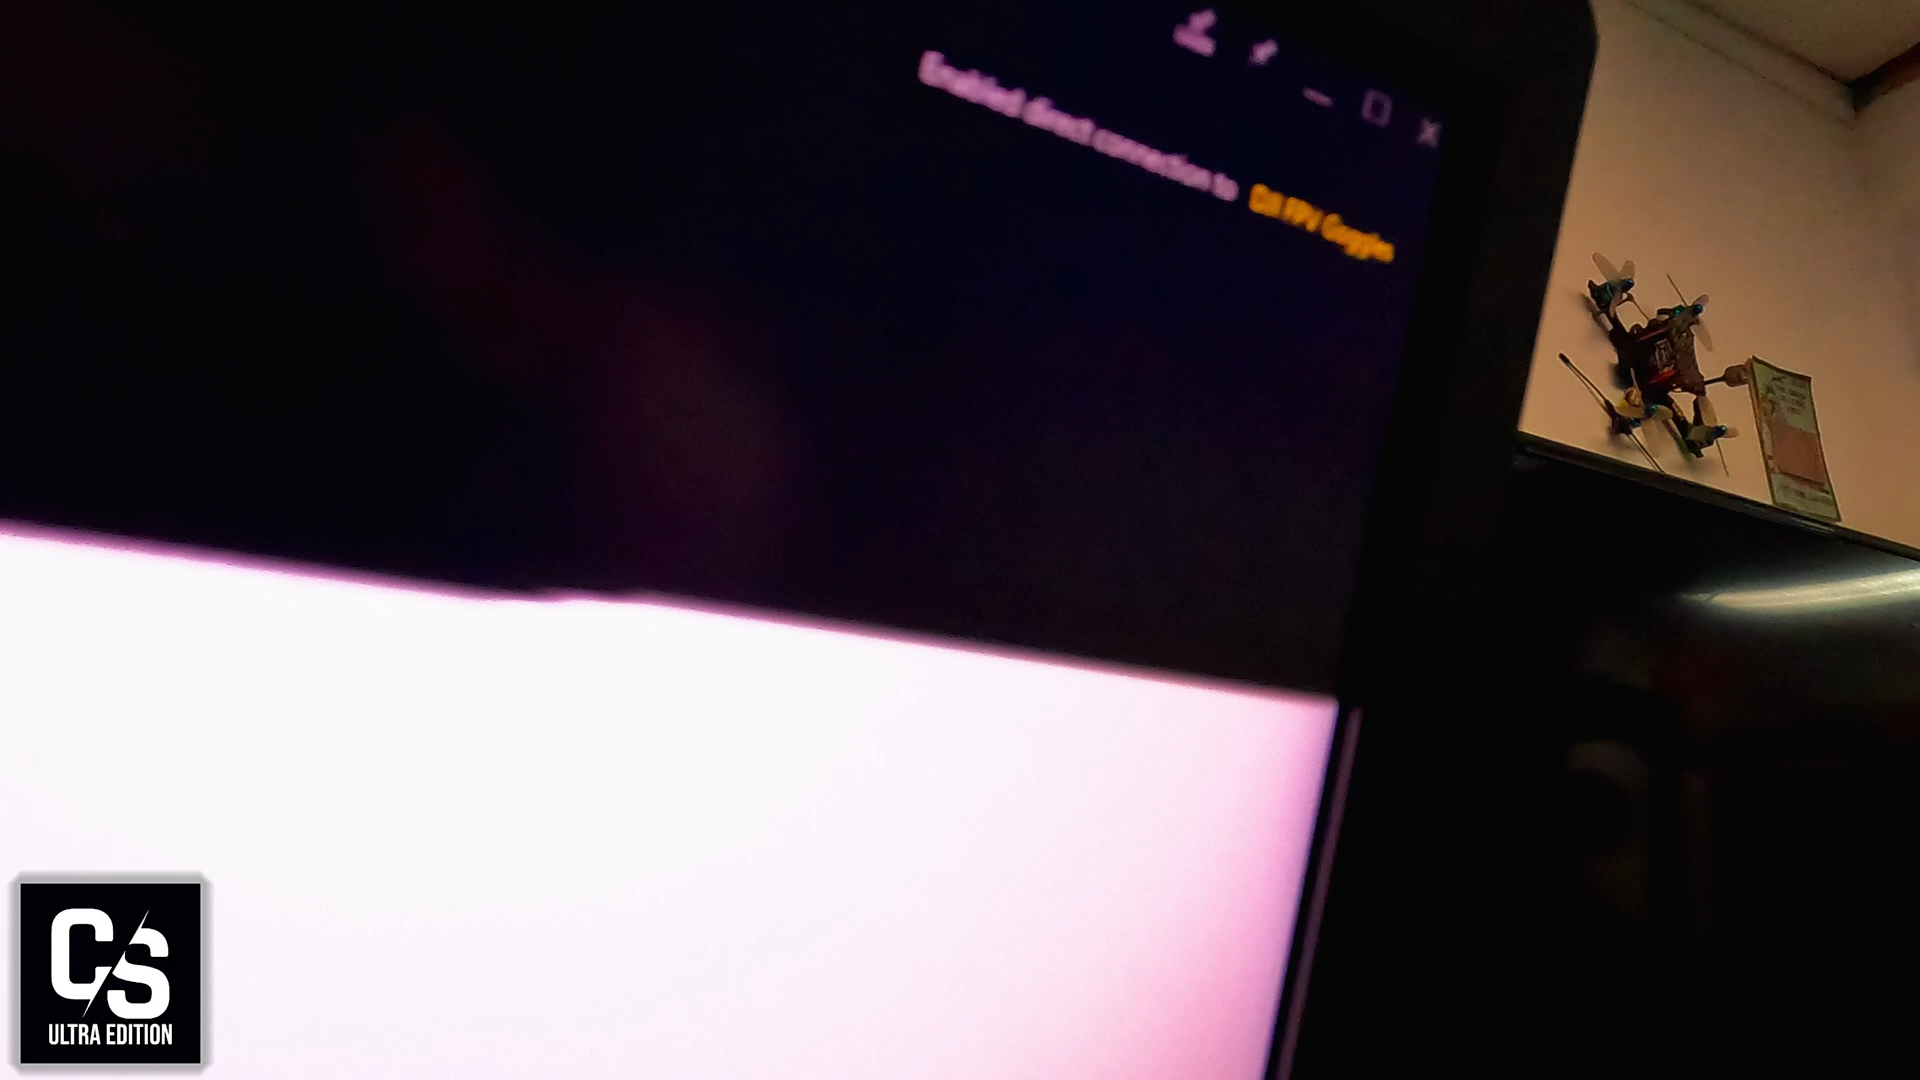 Enabled direct connection to DJI FPV Goggles
CS
ULTRA EDITION